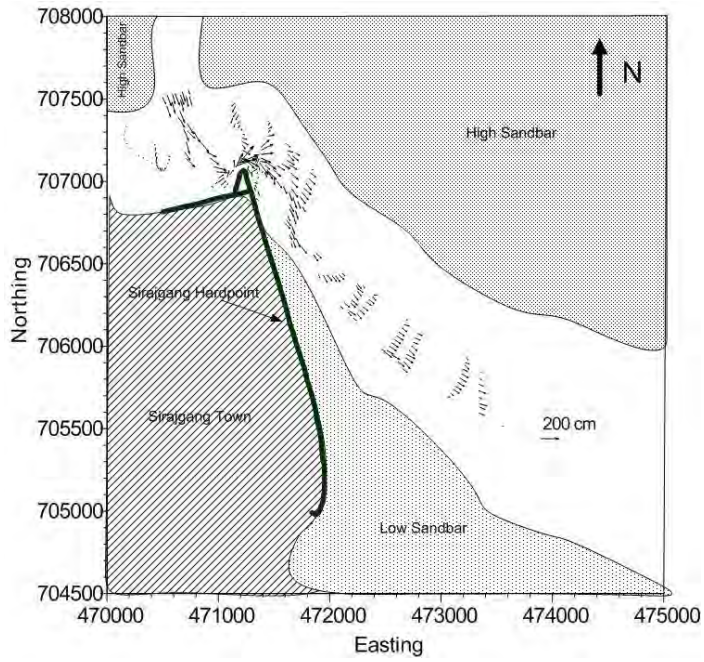 708000
707500
707000
706500
706000
705500
705000
704500
Northing
High Sandbar
High Sandbar
N
Sirajgang Hardpoint
Sirajgang Town
200 cm
Low Sandbar
470000 471000 472000 473000 474000 475000
Easting